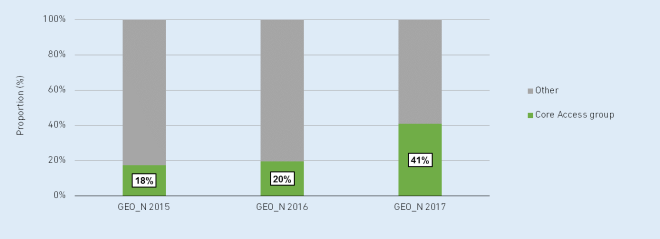 100%
80%
60%
40%
20%
0%
Proportion (%)
18%
20%
41%
GEO_N 2015
GEO_N 2016
GEO_N 2017
Other
Core Access group